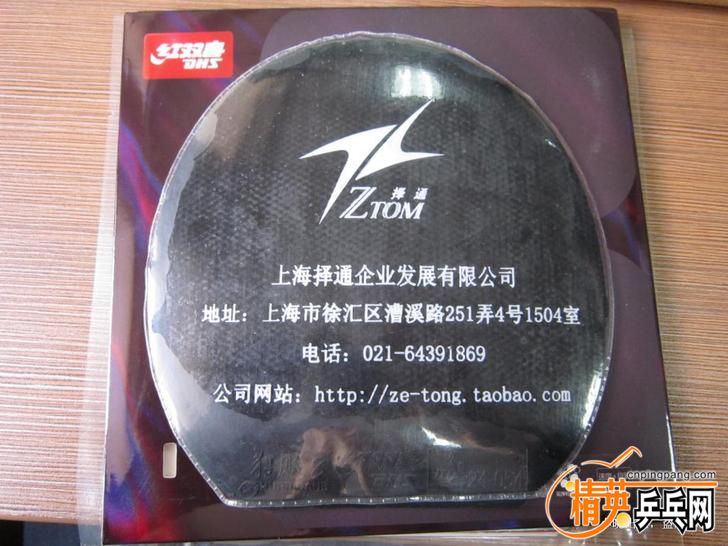 红双喜
DHS
择通
ZTOM
上海择通企业发展有限公司
地址：上海市徐汇区漕溪路251弄4号1504室
电话：021-64391869
公司网站：http://ze-tong.taobao.com
cnpingpang.com
精英乒乓网